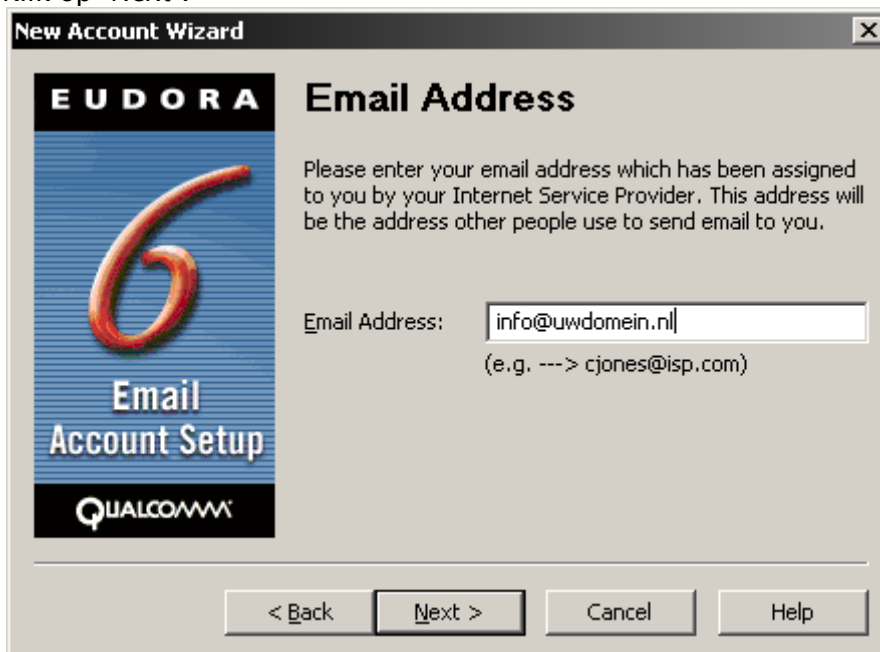 New Account Wizard
EUDORA
6
Email
Account Setup
QUALCOMM
Email Address
Please enter your email address which has been assigned
to you by your Internet Service Provider. This address will
be the address other people use to send email to you.
Email Address: info@uwdomein.nl
(e.g. ---> cjones@isp.com)
< Back Next > Cancel Help